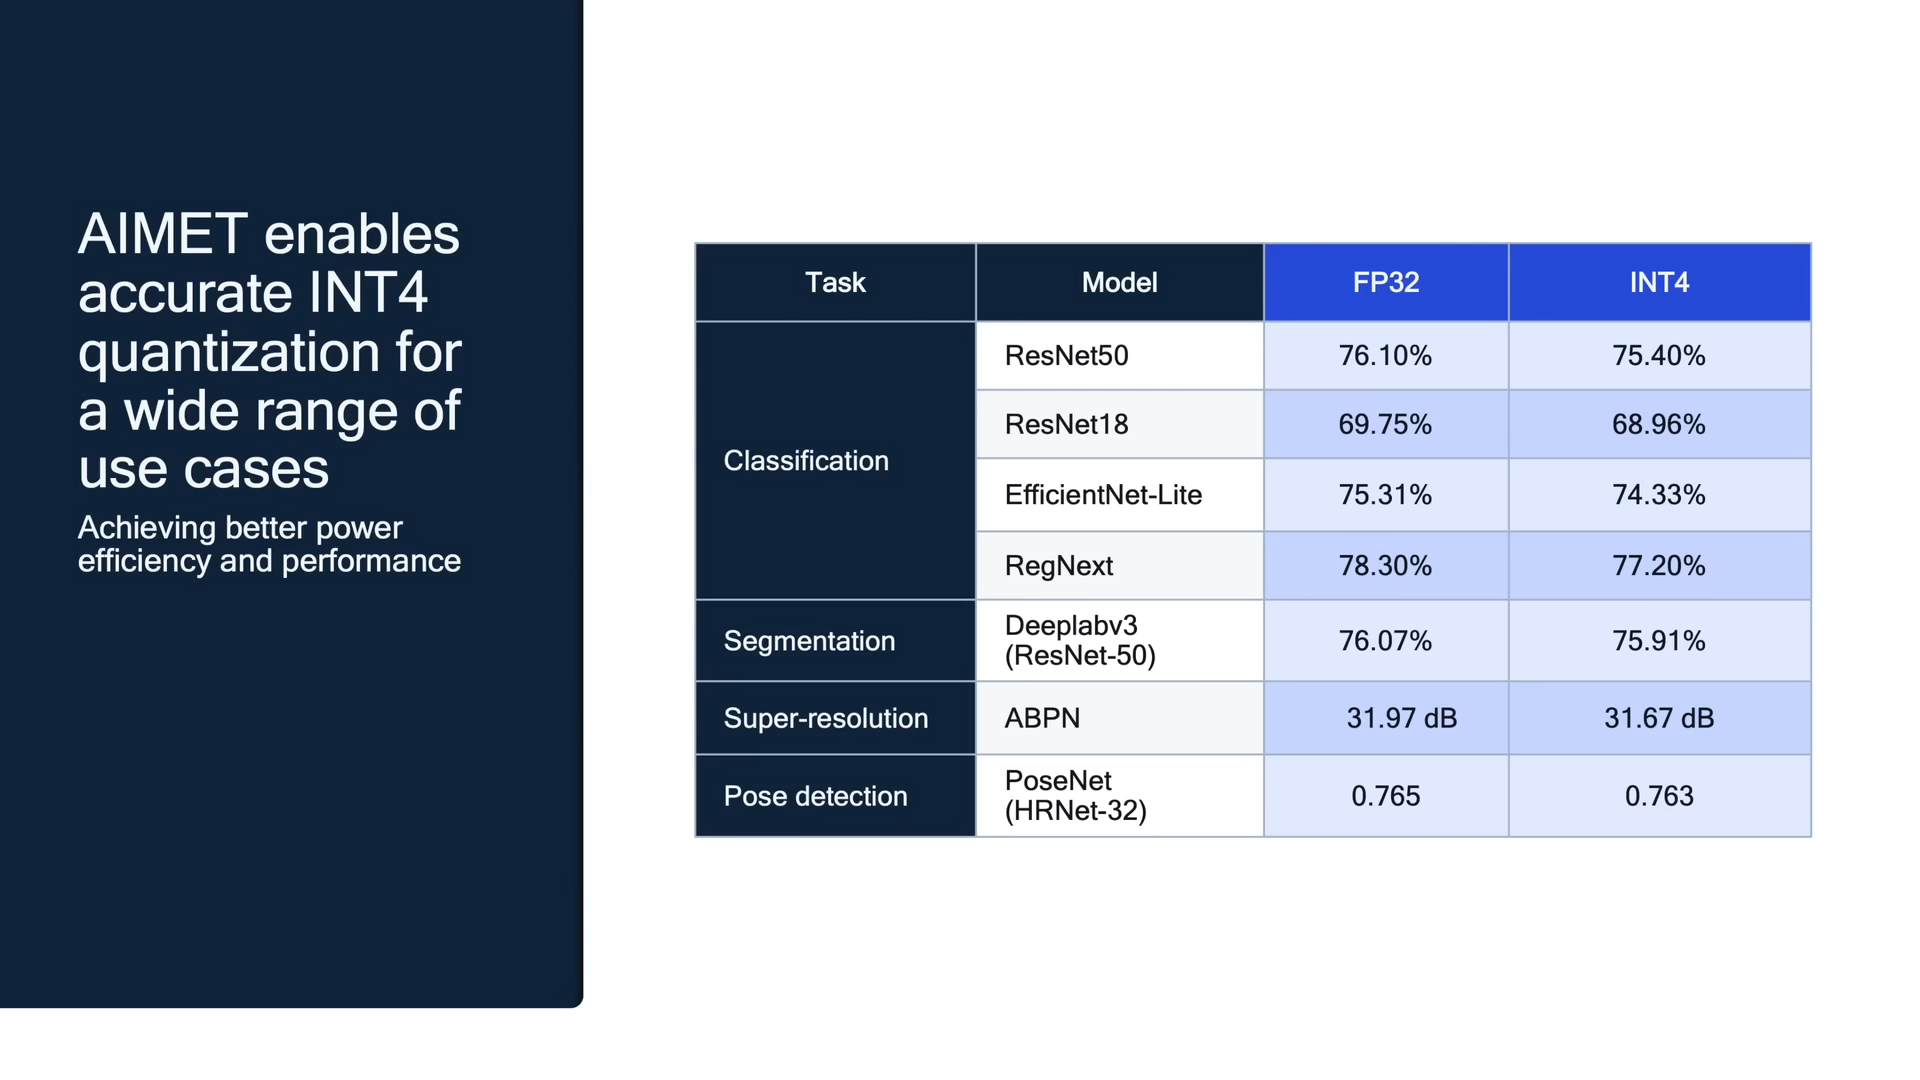 AIMET enables
accurate INT4
quantization for
a wide range of
use cases
Achieving better power
efficiency and performance
Task Model FP32 INT4
Classification
ResNet50 76.10% 75.40%
ResNet18 69.75% 68.96%
EfficientNet-Lite 75.31% 74.33%
RegNext 78.30% 77.20%
Segmentation
Deeplabv3
(ResNet-50)
76.07% 75.91%
Super-resolution ABPN 31.97 dB 31.67 dB
Pose detection
PoseNet
(HRNet-32)
0.765 0.763